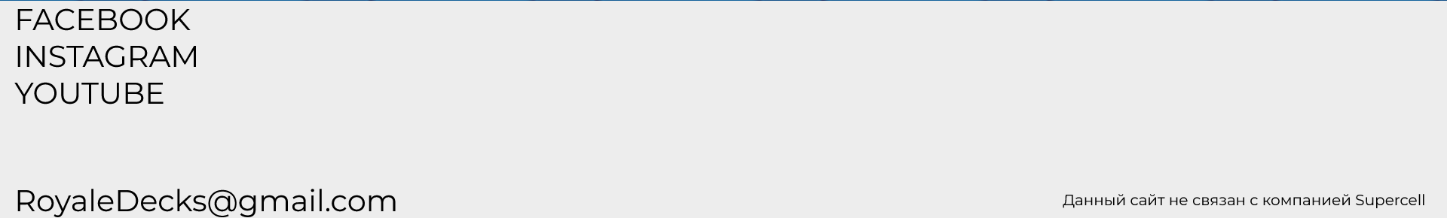 FACEBOOK
INSTAGRAM
YOUTUBE
RoyaleDecks@gmail.com
Данный сайт не связан с компанией Supercell